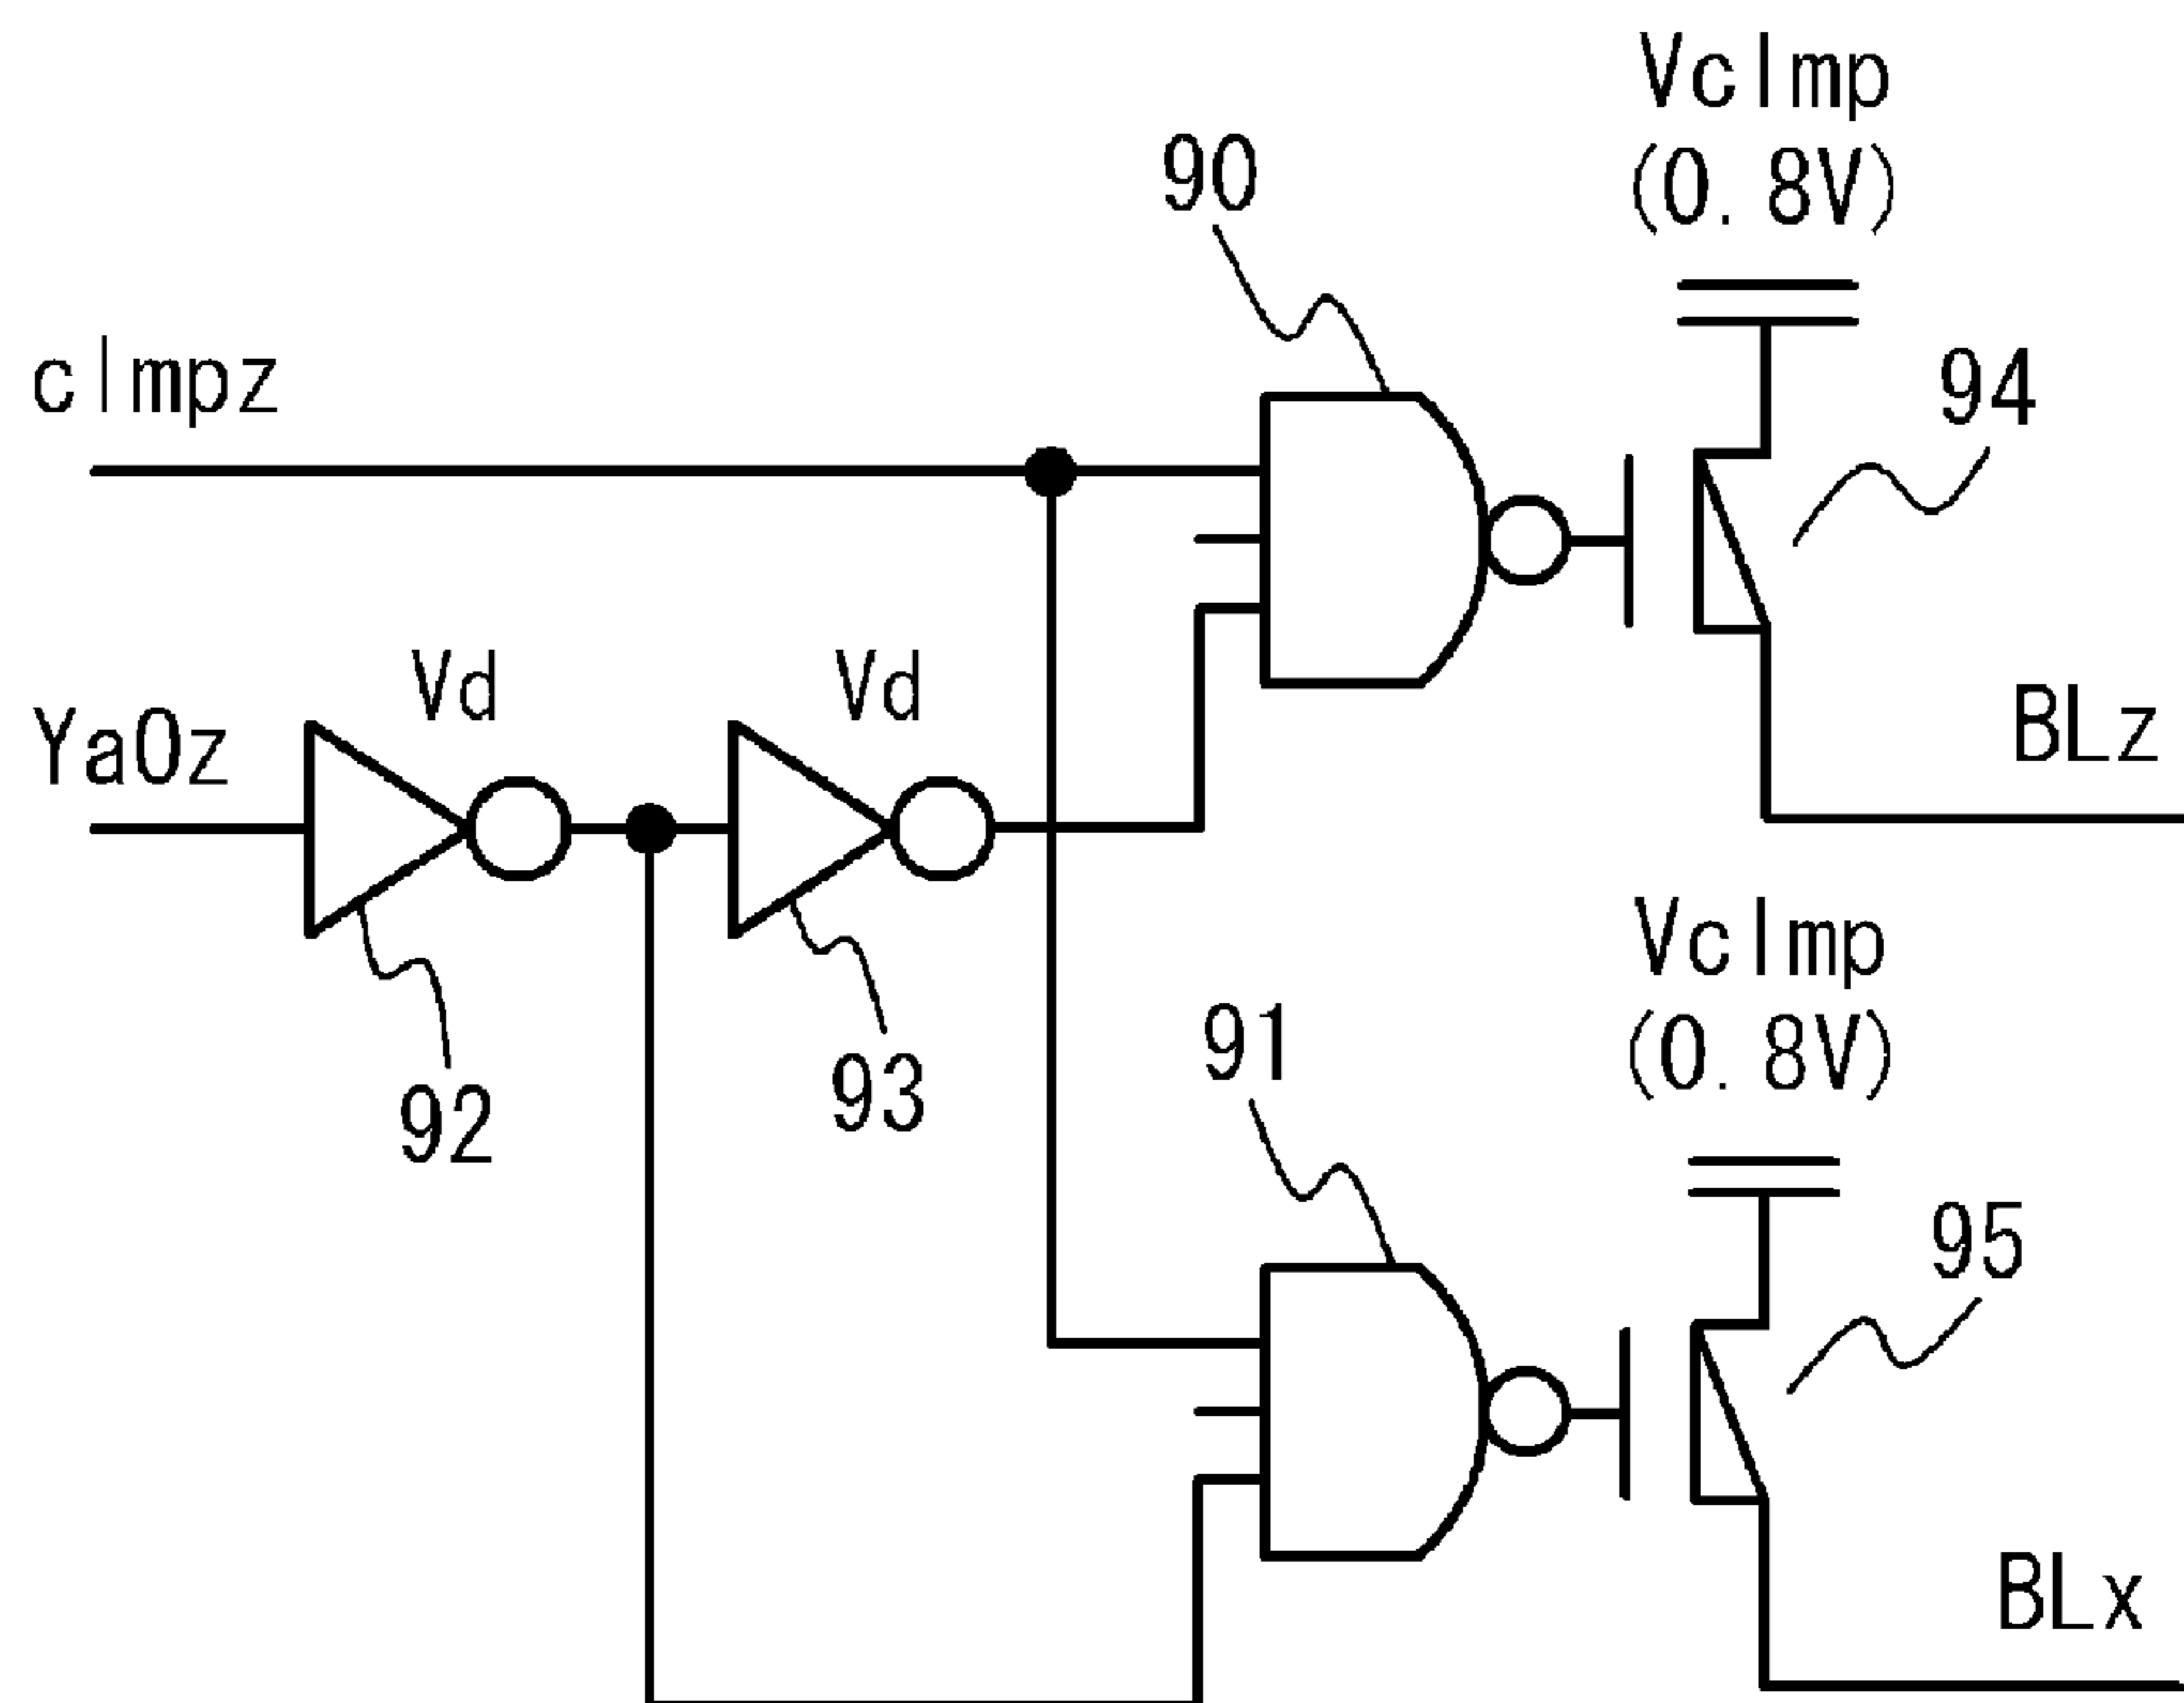 Vclmp
(0. 8V)
90
clmpz
94
Vd
Vd
Ya0z
BLz
Vclmp
(0. 8V)
91
93
92
95
BLx